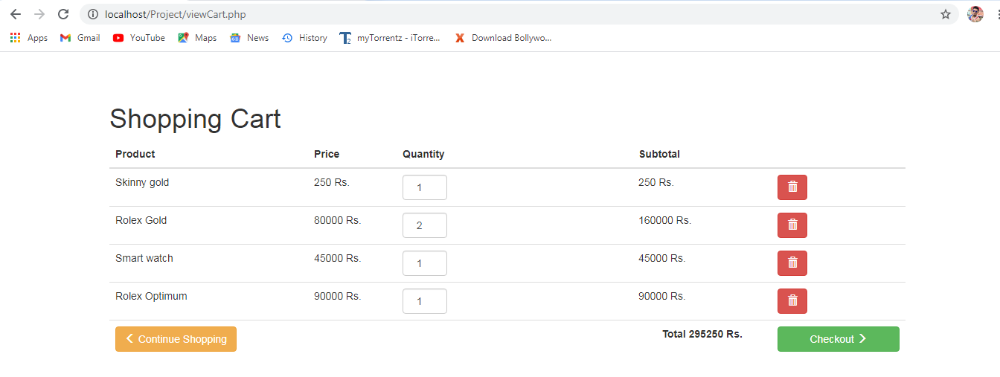 localhost/Project/viewCart.php
Apps Gmail YouTube Maps News History T2 myTorrentz - iTorre... X Download Bollywo...
Shopping Cart
Product Price Quantity Subtotal
Skinny gold 250 Rs. 1 250 Rs.
Rolex Gold 80000 Rs. 2 160000 Rs.
Smart watch 45000 Rs. 1 45000 Rs.
Rolex Optimum 90000 Rs. 1 90000 Rs.
Continue Shopping Total 295250 Rs. Checkout